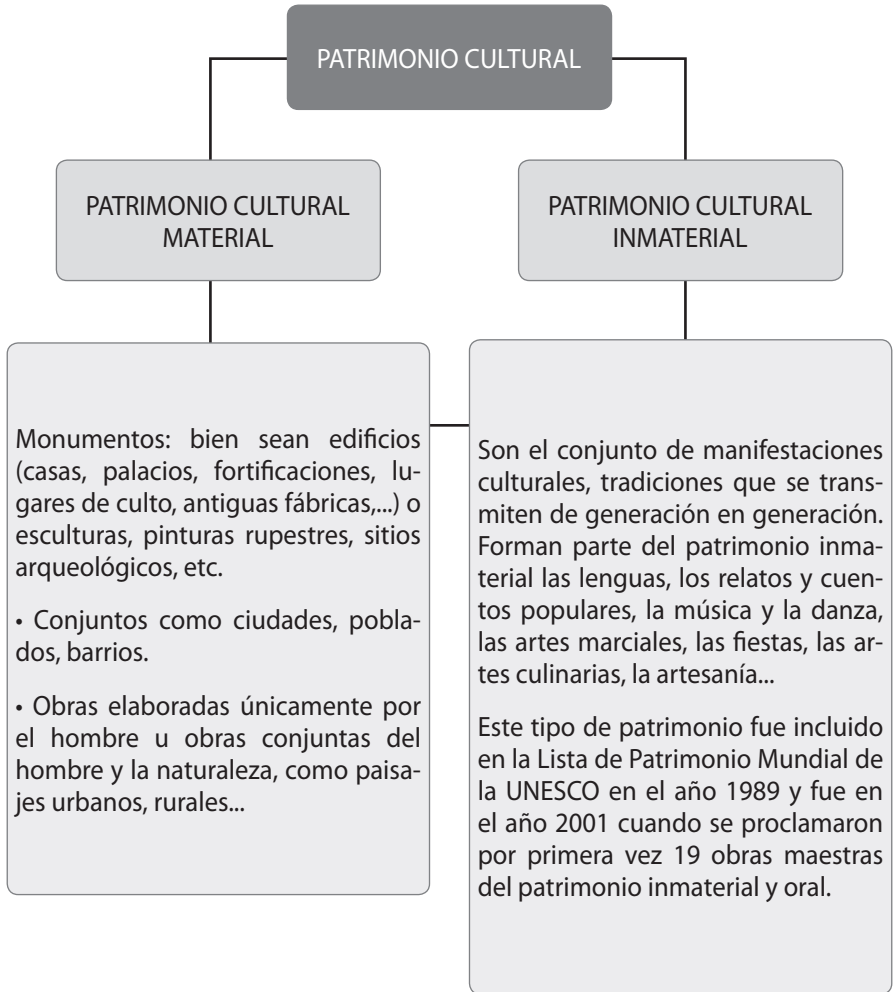 PATRIMONIO CULTURAL
PATRIMONIO CULTURAL
MATERIAL
PATRIMONIO CULTURAL
INMATERIAL
Monumentos: bien sean edificios
(casas, palacios, fortificaciones, lu-
gares de culto, antiguas fábricas,...) o
esculturas, pinturas rupestres, sitios
arqueológicos, etc.
• Conjuntos como ciudades, pobla-
dos, barrios.
• Obras elaboradas únicamente por
el hombre u obras conjuntas del
hombre y la naturaleza, como paisa-
jes urbanos, rurales...
Son el conjunto de manifestaciones
culturales, tradiciones que se trans-
miten de generación en generación.
Forman parte del patrimonio inma-
terial las lenguas, los relatos y cuen-
tos populares, la música y la danza,
las artes marciales, las fiestas, las ar-
tes culinarias, la artesanía...
Este tipo de patrimonio fue incluido
en la Lista de Patrimonio Mundial de
la UNESCO en el año 1989 y fue en
el año 2001 cuando se proclamaron
por primera vez 19 obras maestras
del patrimonio inmaterial y oral.